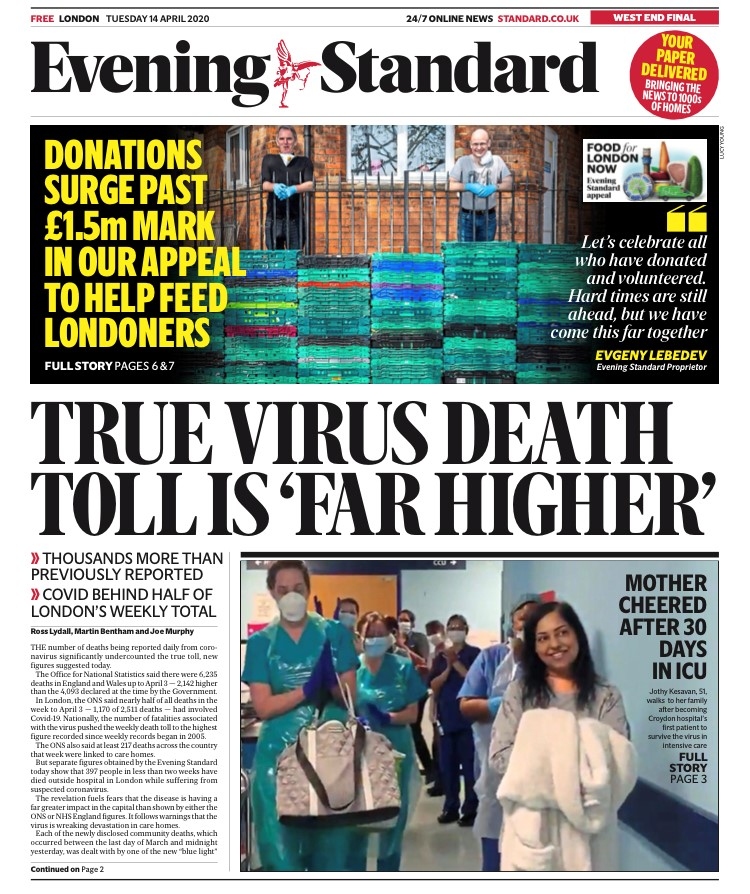 FREE LONDON TUESDAY 14 APRIL 2020
24/7 ONLINE NEWS STANDARD.CO.UK
WEST END FINAL
Evening Standard
YOUR
PAPER
DELIVERED
BRINGING THE
NEWS TO 1000s
OF HOMES
LUCY YOUNG
DONATIONS
SURGE PAST
£1.5m MARK
IN OUR APPEAL
TO HELP FEED
LONDONERS
FULL STORY PAGES 6 & 7
FOOD for
LONDON
NOW
Evening
Standard
appeal
“
Let’s celebrate all
who have donated
and volunteered.
Hard times are still
ahead, but we have
come this far together
EVGENY LEBEDEV
Evening Standard Proprietor
TRUE VIRUS DEATH
TOLL IS ‘FAR HIGHER’
» THOUSANDS MORE THAN
PREVIOUSLY REPORTED
» COVID BEHIND HALF OF
LONDON’S WEEKLY TOTAL
Ross Lydall, Martin Bentham and Joe Murphy
THE number of deaths being reported daily from coro-
navirus significantly undercounted the true toll, new
figures suggested today.
The Office for National Statistics said there were 6,235
deaths in England and Wales up to April 3 — 2,142 higher
than the 4,093 declared at the time by the Government.
In London, the ONS said nearly half of all deaths in the
week to April 3 — 1,170 of 2,511 deaths — had involved
Covid-19. Nationally, the number of fatalities associated
with the virus pushed the weekly death toll to the highest
figure recorded since weekly records began in 2005.
The ONS also said at least 217 deaths across the country
that week were linked to care homes.
But separate figures obtained by the Evening Standard
today show that 397 people in less than two weeks have
died outside hospital in London while suffering from
suspected coronavirus.
The revelation fuels fears that the disease is having a
far greater impact in the capital than shown by either the
ONS or NHS England figures. It follows warnings that the
virus is wreaking devastation in care homes.
Each of the newly disclosed community deaths, which
occurred between the last day of March and midnight
yesterday, was dealt with by one of the new “blue light”
Continued on Page 2
CCU
MOTHER
CHEERED
AFTER 30
DAYS
IN ICU
Jothy Kesavan, 51,
walks to her family
after becoming
Croydon hospital’s
first patient to
survive the virus in
intensive care
FULL
STORY
PAGE 3